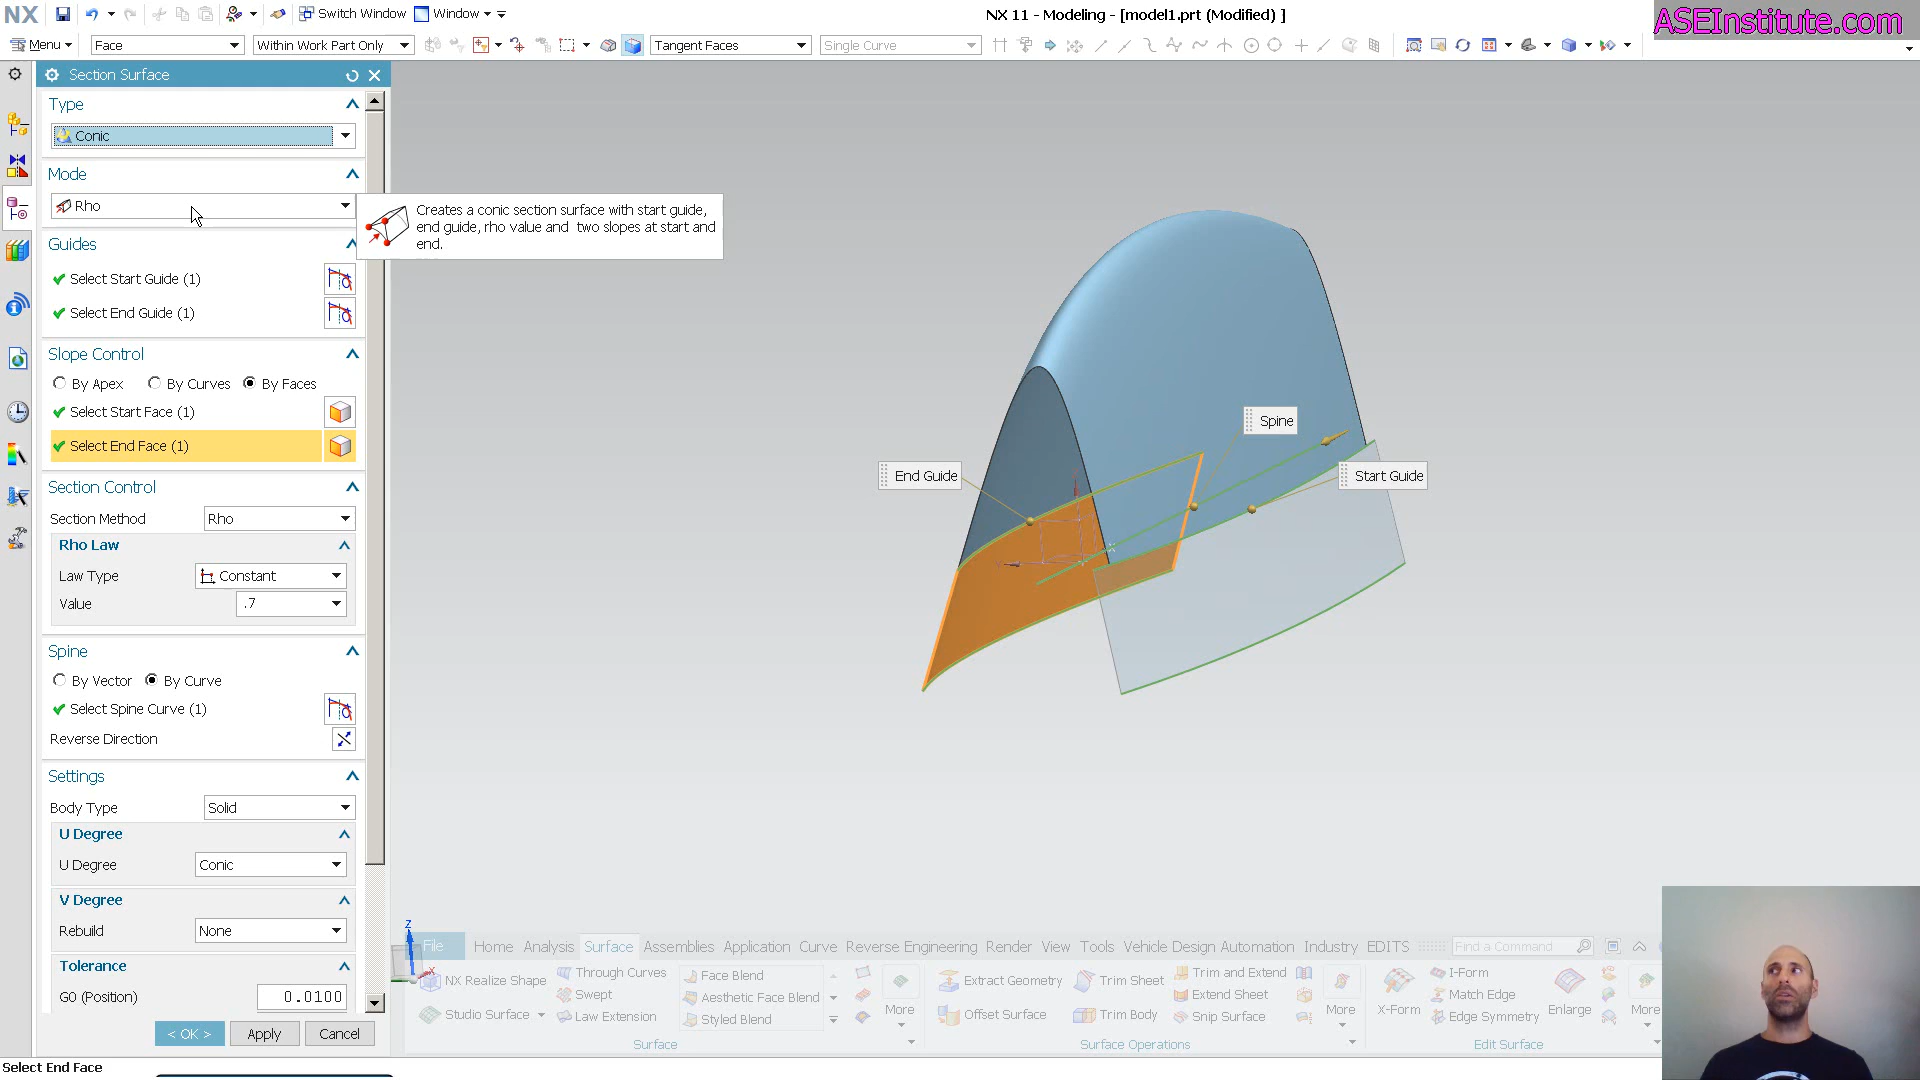 NX
Switch Window
Window
NX 11 - Modeling - [model1.prt (Modified) ]
ASEInstitute.com
Menu
Face
Within Work Part Only
Tangent Faces
Single Curve
Section Surface
Type
Conic
Mode
Rho
Creates a conic section surface with start guide,
end guide, rho value and two slopes at start and
end.
Guides
Select Start Guide (1)
Select End Guide (1)
Slope Control
By Apex
By Curves
By Faces
Select Start Face (1)
Select End Face (1)
Section Control
Section Method
Rho
Rho Law
Law Type
Constant
Value
.7
Spine
By Vector
By Curve
Select Spine Curve (1)
Reverse Direction
Settings
Body Type
Solid
U Degree
U Degree
Conic
V Degree
Rebuild
None
Tolerance
G0 (Position)
0.0100
< OK >
Apply
Cancel
Spine
End Guide
Start Guide
Z
X
File
Home
Analysis
Surface
Assemblies
Application
Curve
Reverse Engineering
Render
View
Tools
Vehicle Design Automation
Industry
EDITS
Find a Command
NX Realize Shape
Studio Surface
Through Curves
Swept
Law Extension
Face Blend
Aesthetic Face Blend
Styled Blend
More
Surface
Extract Geometry
Offset Surface
Trim Sheet
Trim Body
Trim and Extend
Extend Sheet
Snip Surface
More
Surface Operations
X-Form
I-Form
Match Edge
Edge Symmetry
Enlarge
More
Edit Surface
Select End Face